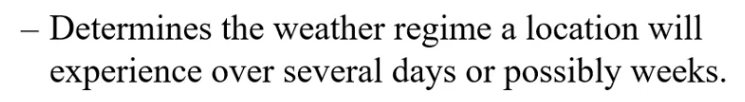 – Determines the weather regime a location will
experience over several days or possibly weeks.